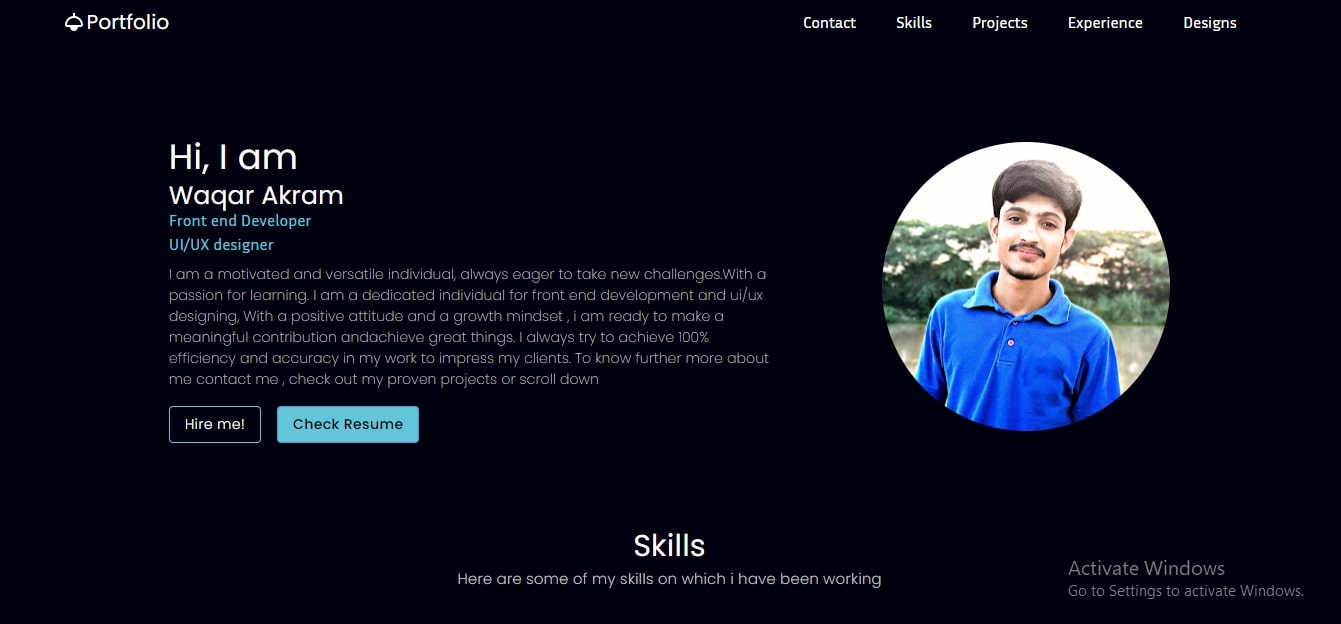 Portfolio
Contact Skills Projects Experience Designs
Hi, I am
Waqar Akram
Front end Developer
UI/UX designer
I am a motivated and versatile individual, always eager to take new challenges.With a
passion for learning. I am a dedicated individual for front end development and ui/ux
designing, With a positive attitude and a growth mindset , i am ready to make a
meaningful contribution andachieve great things. I always try to achieve 100%
efficiency and accuracy in my work to impress my clients. To know further more about
me contact me , check out my proven projects or scroll down
Hire me! Check Resume
Skills
Here are some of my skills on which i have been working
Activate Windows
Go to Settings to activate Windows.